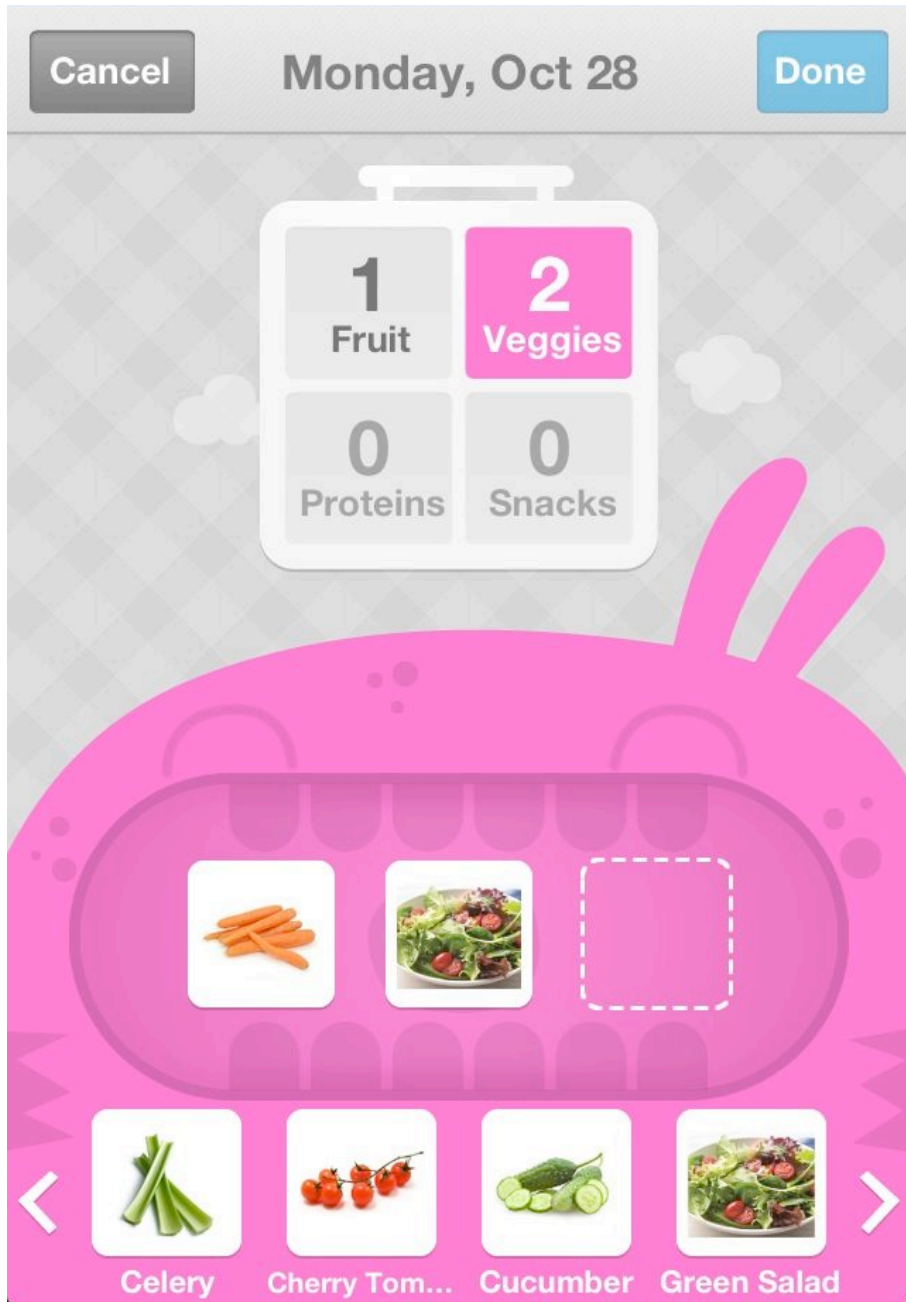 Cancel Monday, Oct 28 Done
1 2
Fruit Veggies
0 0
Proteins Snacks
Celery Cherry Tom... Cucumber Green Salad